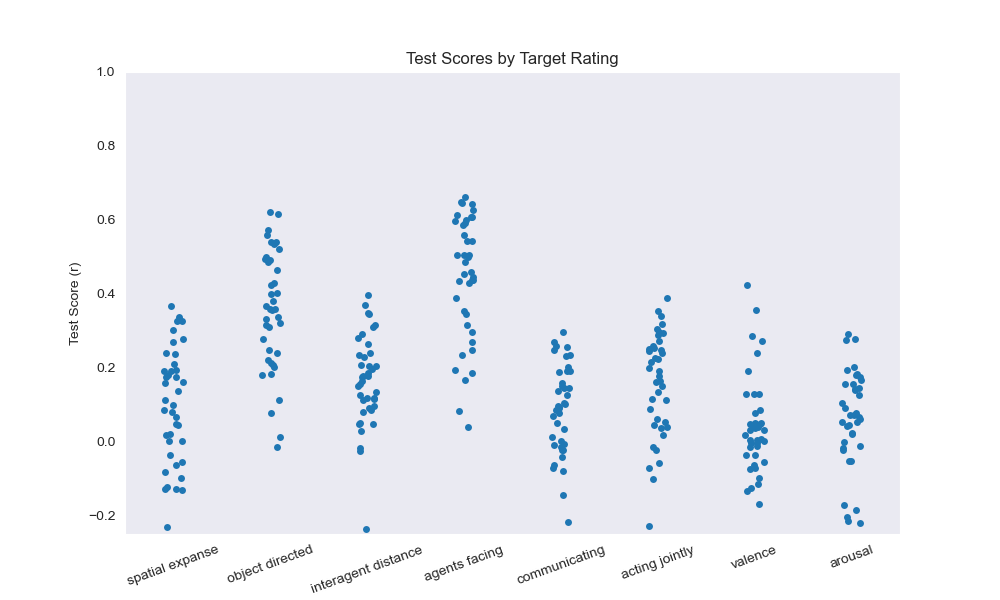 Test Scores by Target Rating
1.0
0.8
0.6
0.4
0.2
0.0
−0.2
Test Score (r)
spatial expanse
object directed
interagent distance
agents facing
communicating
acting jointly
valence
arousal